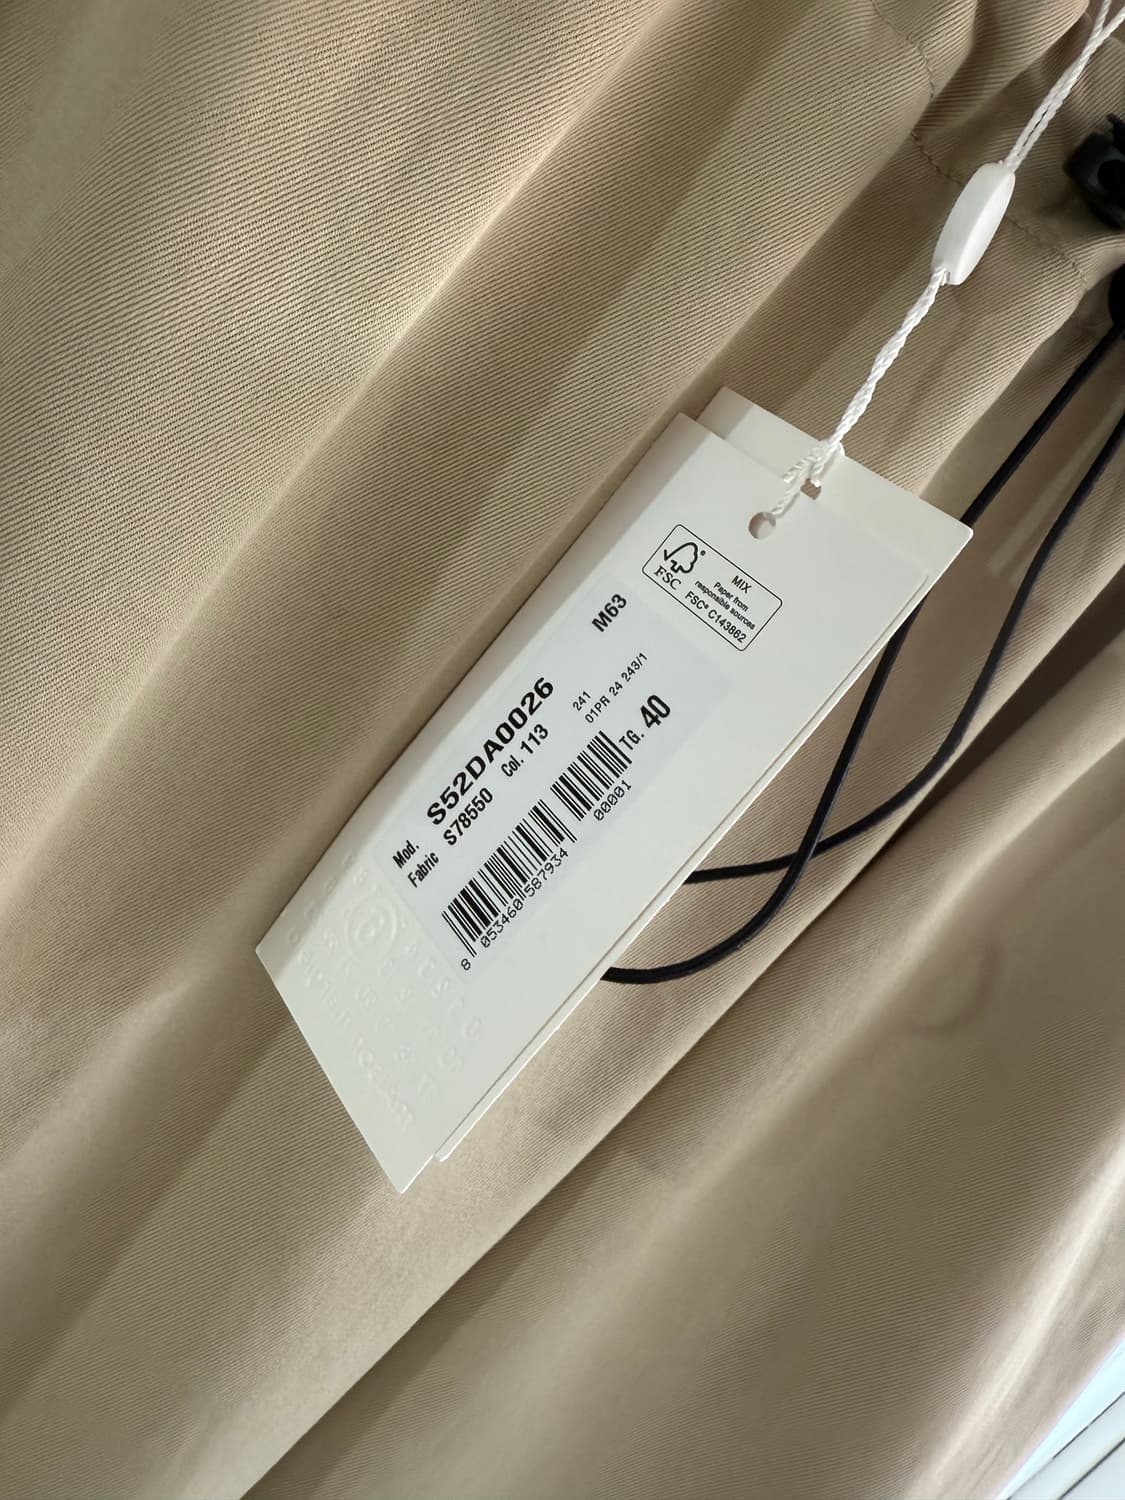 FSC
MIX
Paper from
responsible sources
FSC® C143862
M63
Mod. S52DA0026
Fabric S78550 Col. 113
241
01PR 24 243/1
TG. 40
8 053460 587934
00001